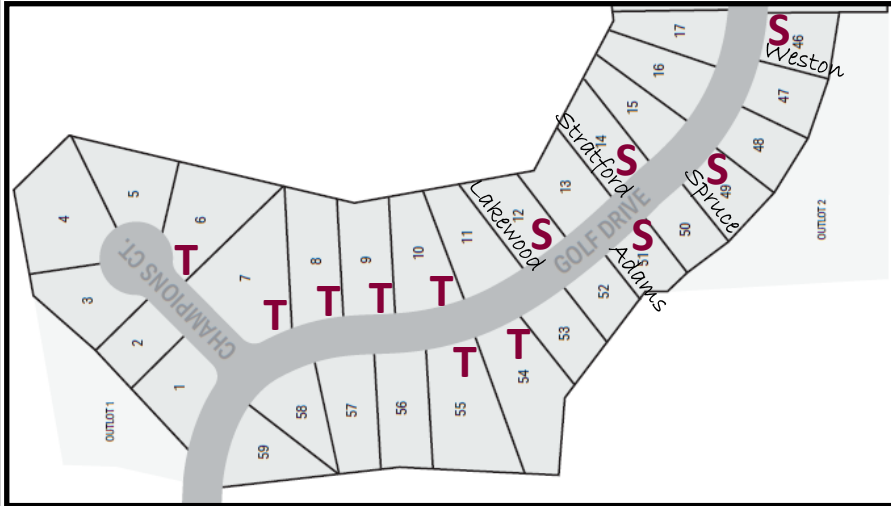 17
S
46
Weston
16
47
15
48
Stratford
14
S
S
49
Spruce
5
13
4
6
Lakewood
12
S
GOLF DRIVE
S
51
Adams
50
OUTLOT 2
CHAMPIONS CT.
T
7
8
9
10
11
3
T
T
T
T
52
2
T
T
53
1
54
58
57
56
55
59
OUTLOT 1